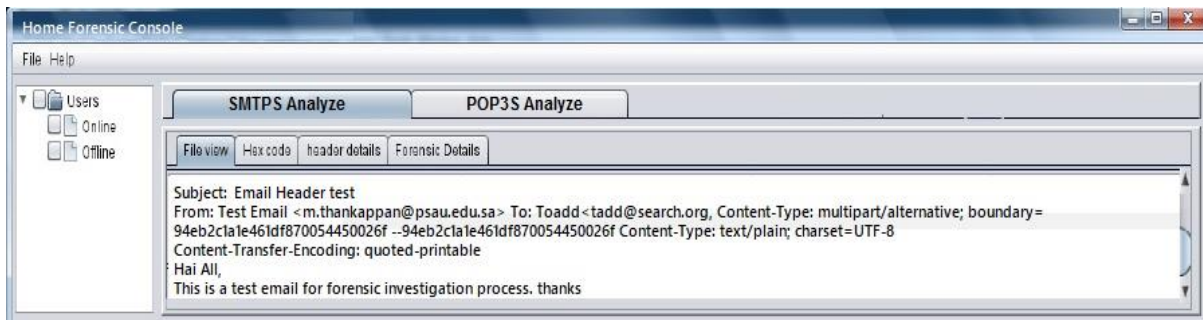 Home Forensic Console
File Help
Users
Online
Offline
SMTPS Analyze
POP3S Analyze
File view
Hex code
header details
Forensic Details
Subject: Email Header test
From: Test Email <m.thankappan@psau.edu.sa> To: Toadd<tadd@search.org, Content-Type: multipart/alternative; boundary=
94eb2c1a1e461df870054450026f --94eb2c1a1e461df870054450026f Content-Type: text/plain; charset=UTF-8
Content-Transfer-Encoding: quoted-printable
Hai All,
This is a test email for forensic investigation process. thanks